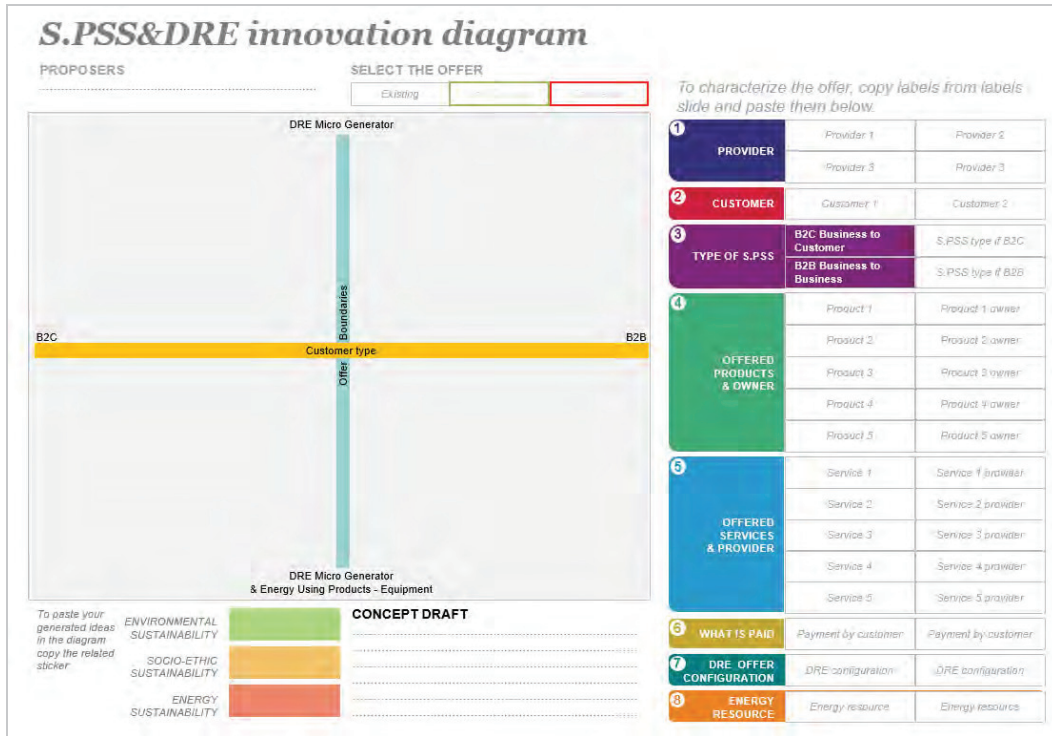 S.PSS&DRE innovation diagram
PROPOSERS
SELECT THE OFFER
Existing
To characterize the offer, copy labels from labels
slide and paste them below.
DRE Micro Generator
Boundaries
B2C
B2B
Customer type
Offer
DRE Micro Generator
& Energy Using Products - Equipment
1
PROVIDER
Provider 1
Provider 2
Provider 3
Provider 3
2
CUSTOMER
Customer 1
Customer 2
3
TYPE OF S.PSS
B2C Business to
Customer
S.PSS type if B2C
B2B Business to
Business
S.PSS type if B2B
4
OFFERED
PRODUCTS
& OWNER
Product 1
Product 1 owner
Product 2
Product 2 owner
Product 3
Product 3 owner
Product 4
Product 4 owner
Product 5
Product 5 owner
5
OFFERED
SERVICES
& PROVIDER
Service 1
Service 1 provider
Service 2
Service 2 provider
Service 3
Service 3 provider
Service 4
Service 4 provider
Service 5
Service 5 provider
6
WHAT IS PAID
Payment by customer
Payment by customer
7
DRE OFFER
CONFIGURATION
DRE configuration
DRE configuration
8
ENERGY
RESOURCE
Energy resource
Energy resource
To paste your
generated ideas
in the diagram
copy the related
sticker
ENVIRONMENTAL
SUSTAINABILITY
SOCIO-ETHIC
SUSTAINABILITY
ENERGY
SUSTAINABILITY
CONCEPT DRAFT